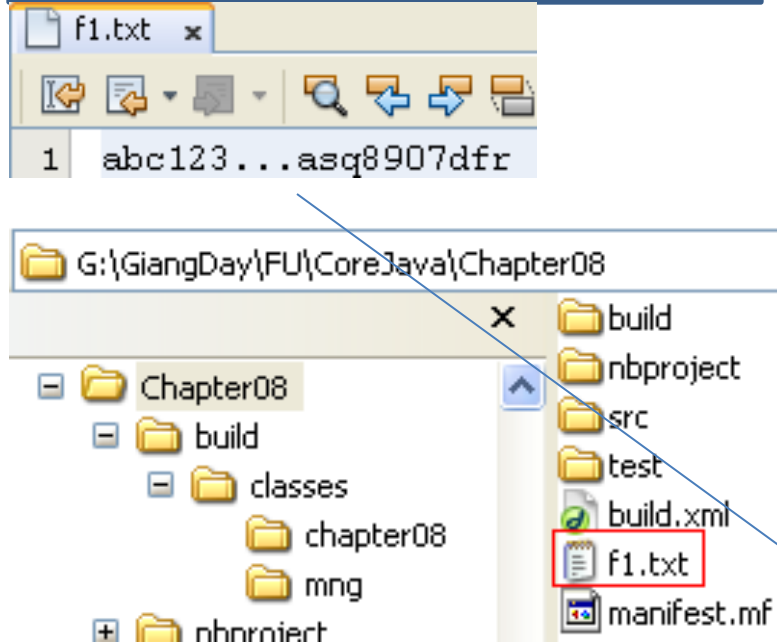 f1.txt x
1 abc123...asq8907dfr
G:\GiangDay\FU\CoreJava\Chapter08
x
Chapter08
build
classes
chapter08
mng
nbproject
build
nbproject
src
test
build.xml
f1.txt
manifest.mf